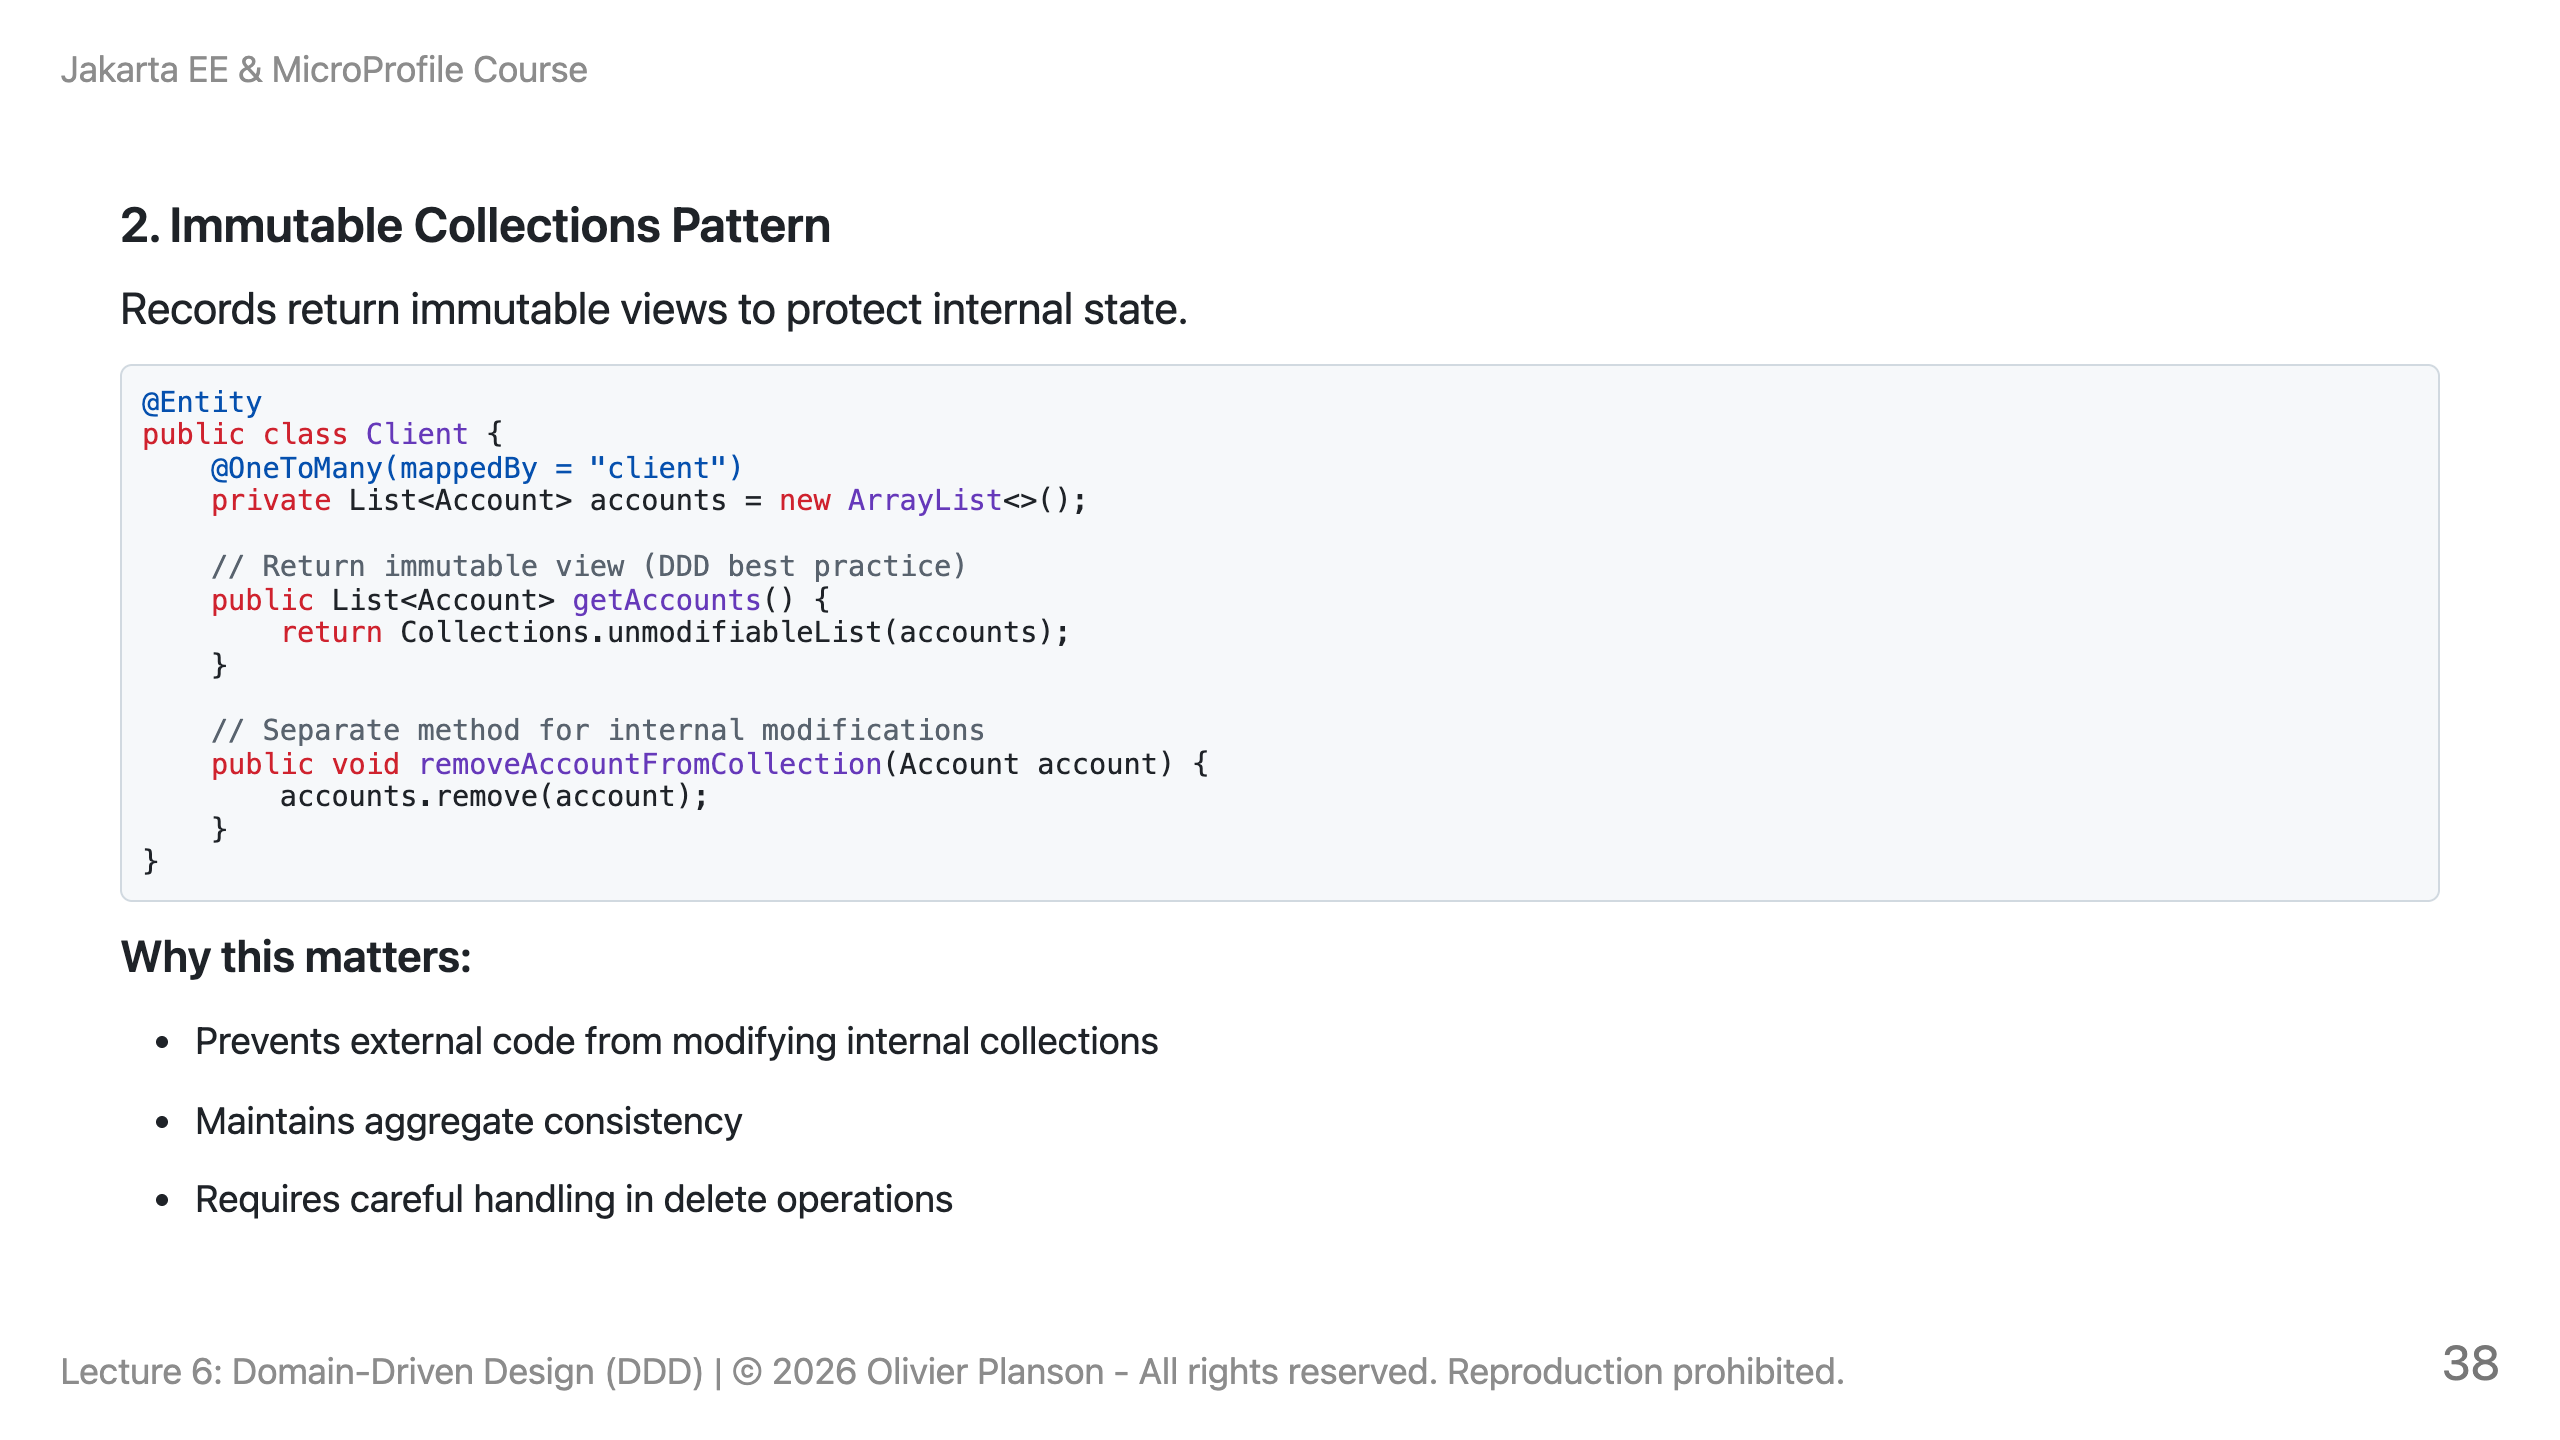 Jakarta EE & MicroProfile Course
2. Immutable Collections Pattern
Records return immutable views to protect internal state.
@Entity
public class Client {
    @OneToMany(mappedBy = "client")
    private List<Account> accounts = new ArrayList<>();

    // Return immutable view (DDD best practice)
    public List<Account> getAccounts() {
        return Collections.unmodifiableList(accounts);
    }

    // Separate method for internal modifications
    public void removeAccountFromCollection(Account account) {
        accounts.remove(account);
    }
}
Why this matters:
• Prevents external code from modifying internal collections
• Maintains aggregate consistency
• Requires careful handling in delete operations
Lecture 6: Domain-Driven Design (DDD) | © 2026 Olivier Planson - All rights reserved. Reproduction prohibited.
38